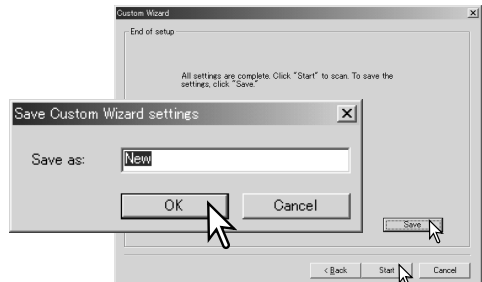 Custom Wizard
End of setup
All settings are complete. Click "Start" to scan. To save the
settings, click "Save."
Save Custom Wizard settings
Save as:
New
OK
Cancel
Save
< Back
Start
Cancel